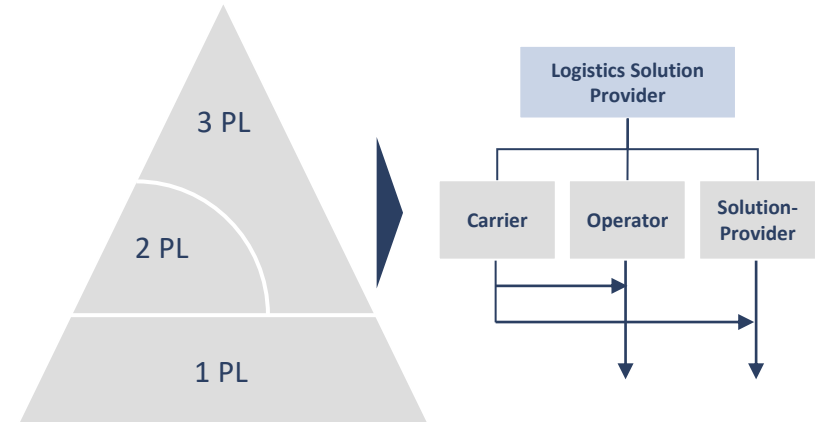 3 PL
2 PL
1 PL
Logistics Solution
Provider
Carrier
Operator
Solution-
Provider